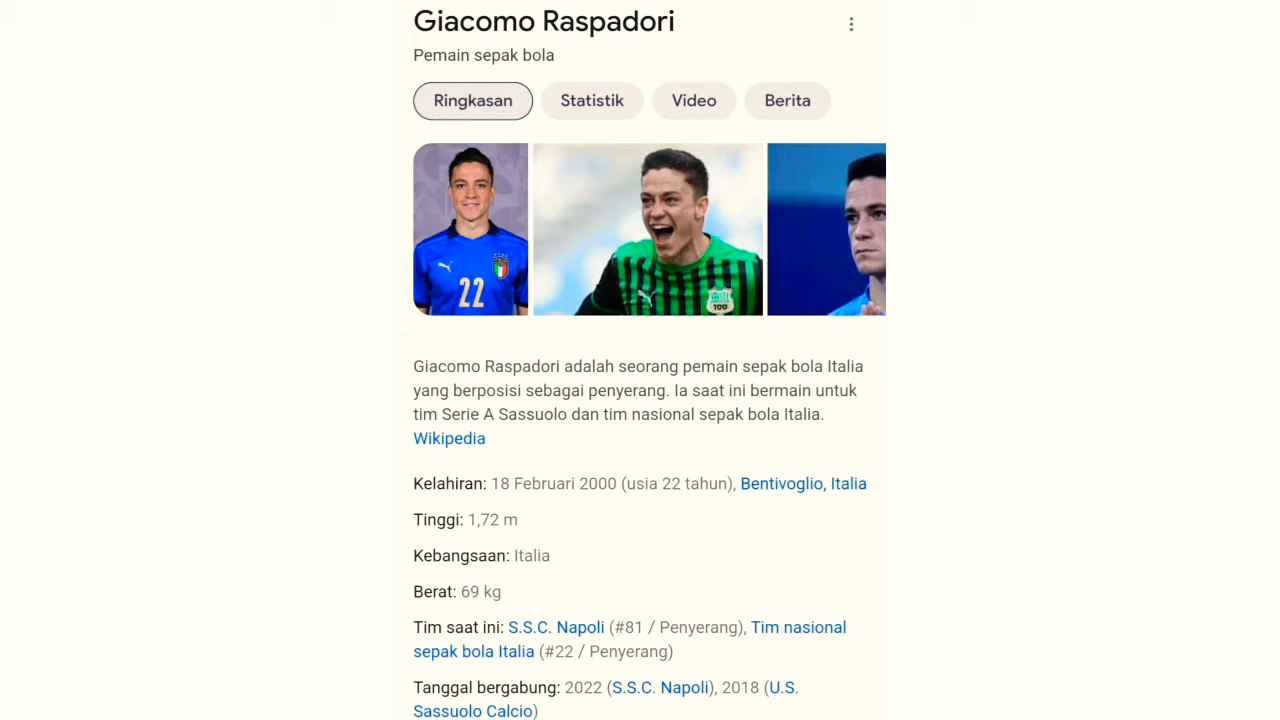 Giacomo Raspadori
Pemain sepak bola
Ringkasan
Statistik
Video
Berita
22
100
Giacomo Raspadori adalah seorang pemain sepak bola Italia
yang berposisi sebagai penyerang. Ia saat ini bermain untuk
tim Serie A Sassuolo dan tim nasional sepak bola Italia.
Wikipedia
Kelahiran: 18 Februari 2000 (usia 22 tahun), Bentivoglio, Italia
Tinggi: 1,72 m
Kebangsaan: Italia
Berat: 69 kg
Tim saat ini: S.S.C. Napoli (#81 / Penyerang), Tim nasional
sepak bola Italia (#22 / Penyerang)
Tanggal bergabung: 2022 (S.S.C. Napoli), 2018 (U.S.
Sassuolo Calcio)